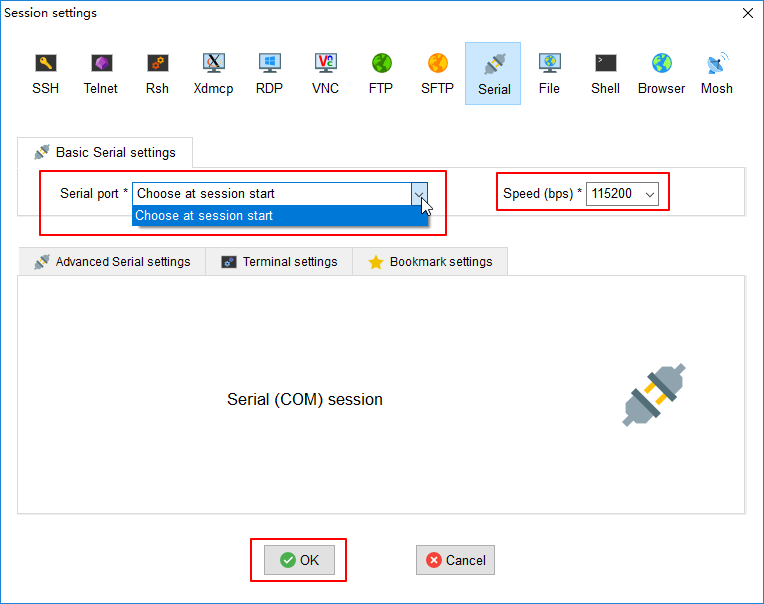 Session settings
SSH Telnet Rsh Xdmcp RDP VNC FTP SFTP Serial File Shell Browser Mosh
Basic Serial settings
Serial port * Choose at session start Speed (bps) * 115200
Choose at session start
Advanced Serial settings Terminal settings Bookmark settings
Serial (COM) session
OK Cancel